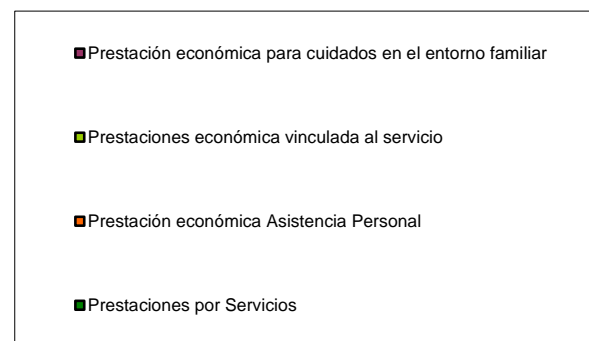 Prestación económica para cuidados en el entorno familiar
Prestaciones económica vinculada al servicio
Prestación económica Asistencia Personal
Prestaciones por Servicios